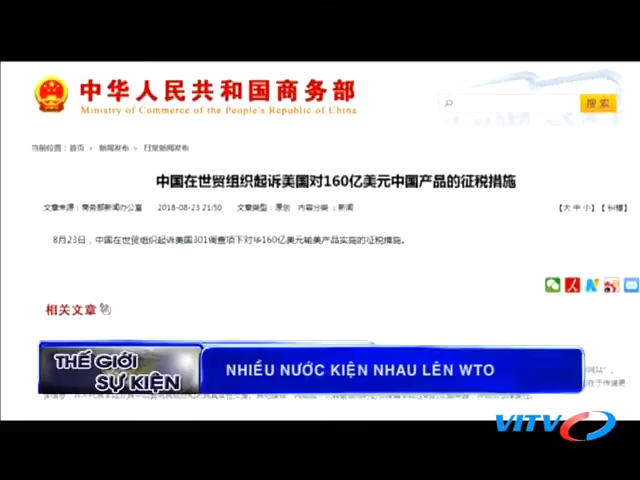 中华人民共和国商务部
Ministry of Commerce of the People's Republic of China
搜索
当前位置：首页 > 新闻发布 > 日常新闻发布
中国在世贸组织起诉美国对160亿美元中国产品的征税措施
文章来源：商务部新闻办公室 2018-08-23 21:50 文章类型：原创 内容分类：新闻 【大 中 小】【纠错】
8月23日，中国在世贸组织起诉美国301调查项下对华160亿美元输美产品实施的征税措施。
相关文章
THẾ GIỚI
SỰ KIỆN
NHIỀU NƯỚC KIỆN NHAU LÊN WTO
VITV